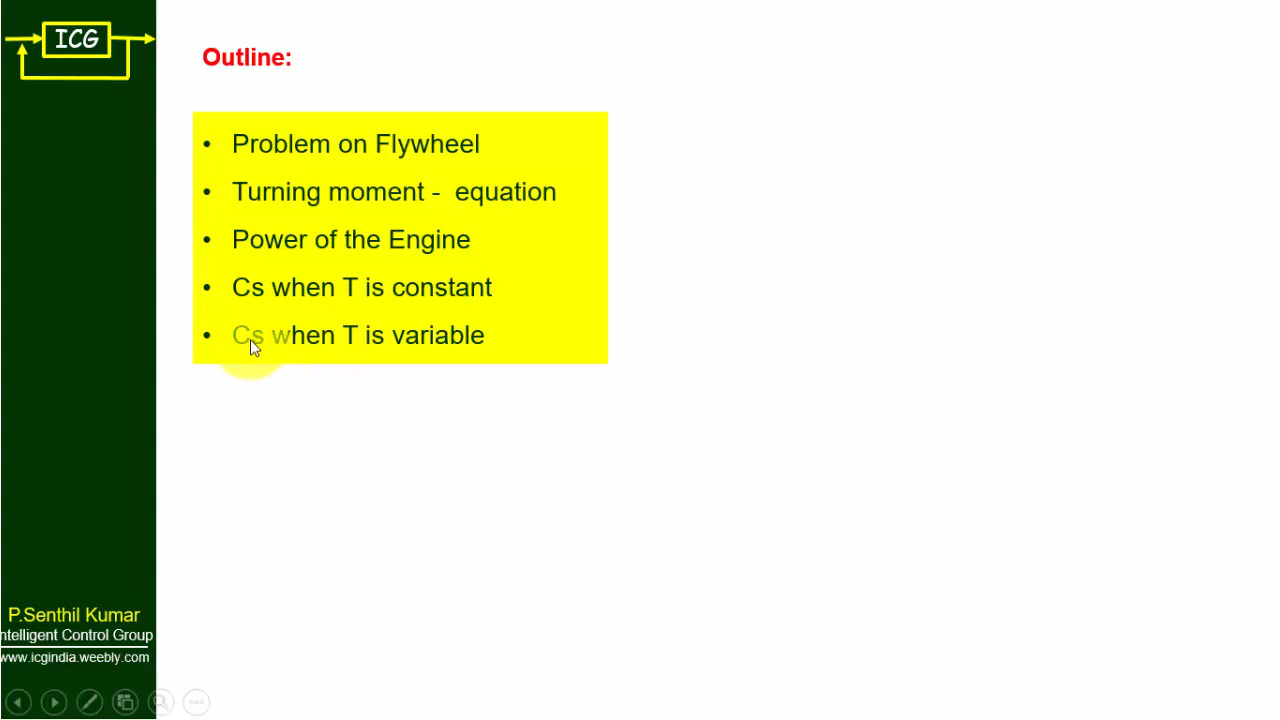 ICG
Outline:
• Problem on Flywheel
• Turning moment - equation
• Power of the Engine
• Cs when T is constant
• Cs when T is variable
P.Senthil Kumar
ntelligent Control Group
www.icgindia.weebly.com